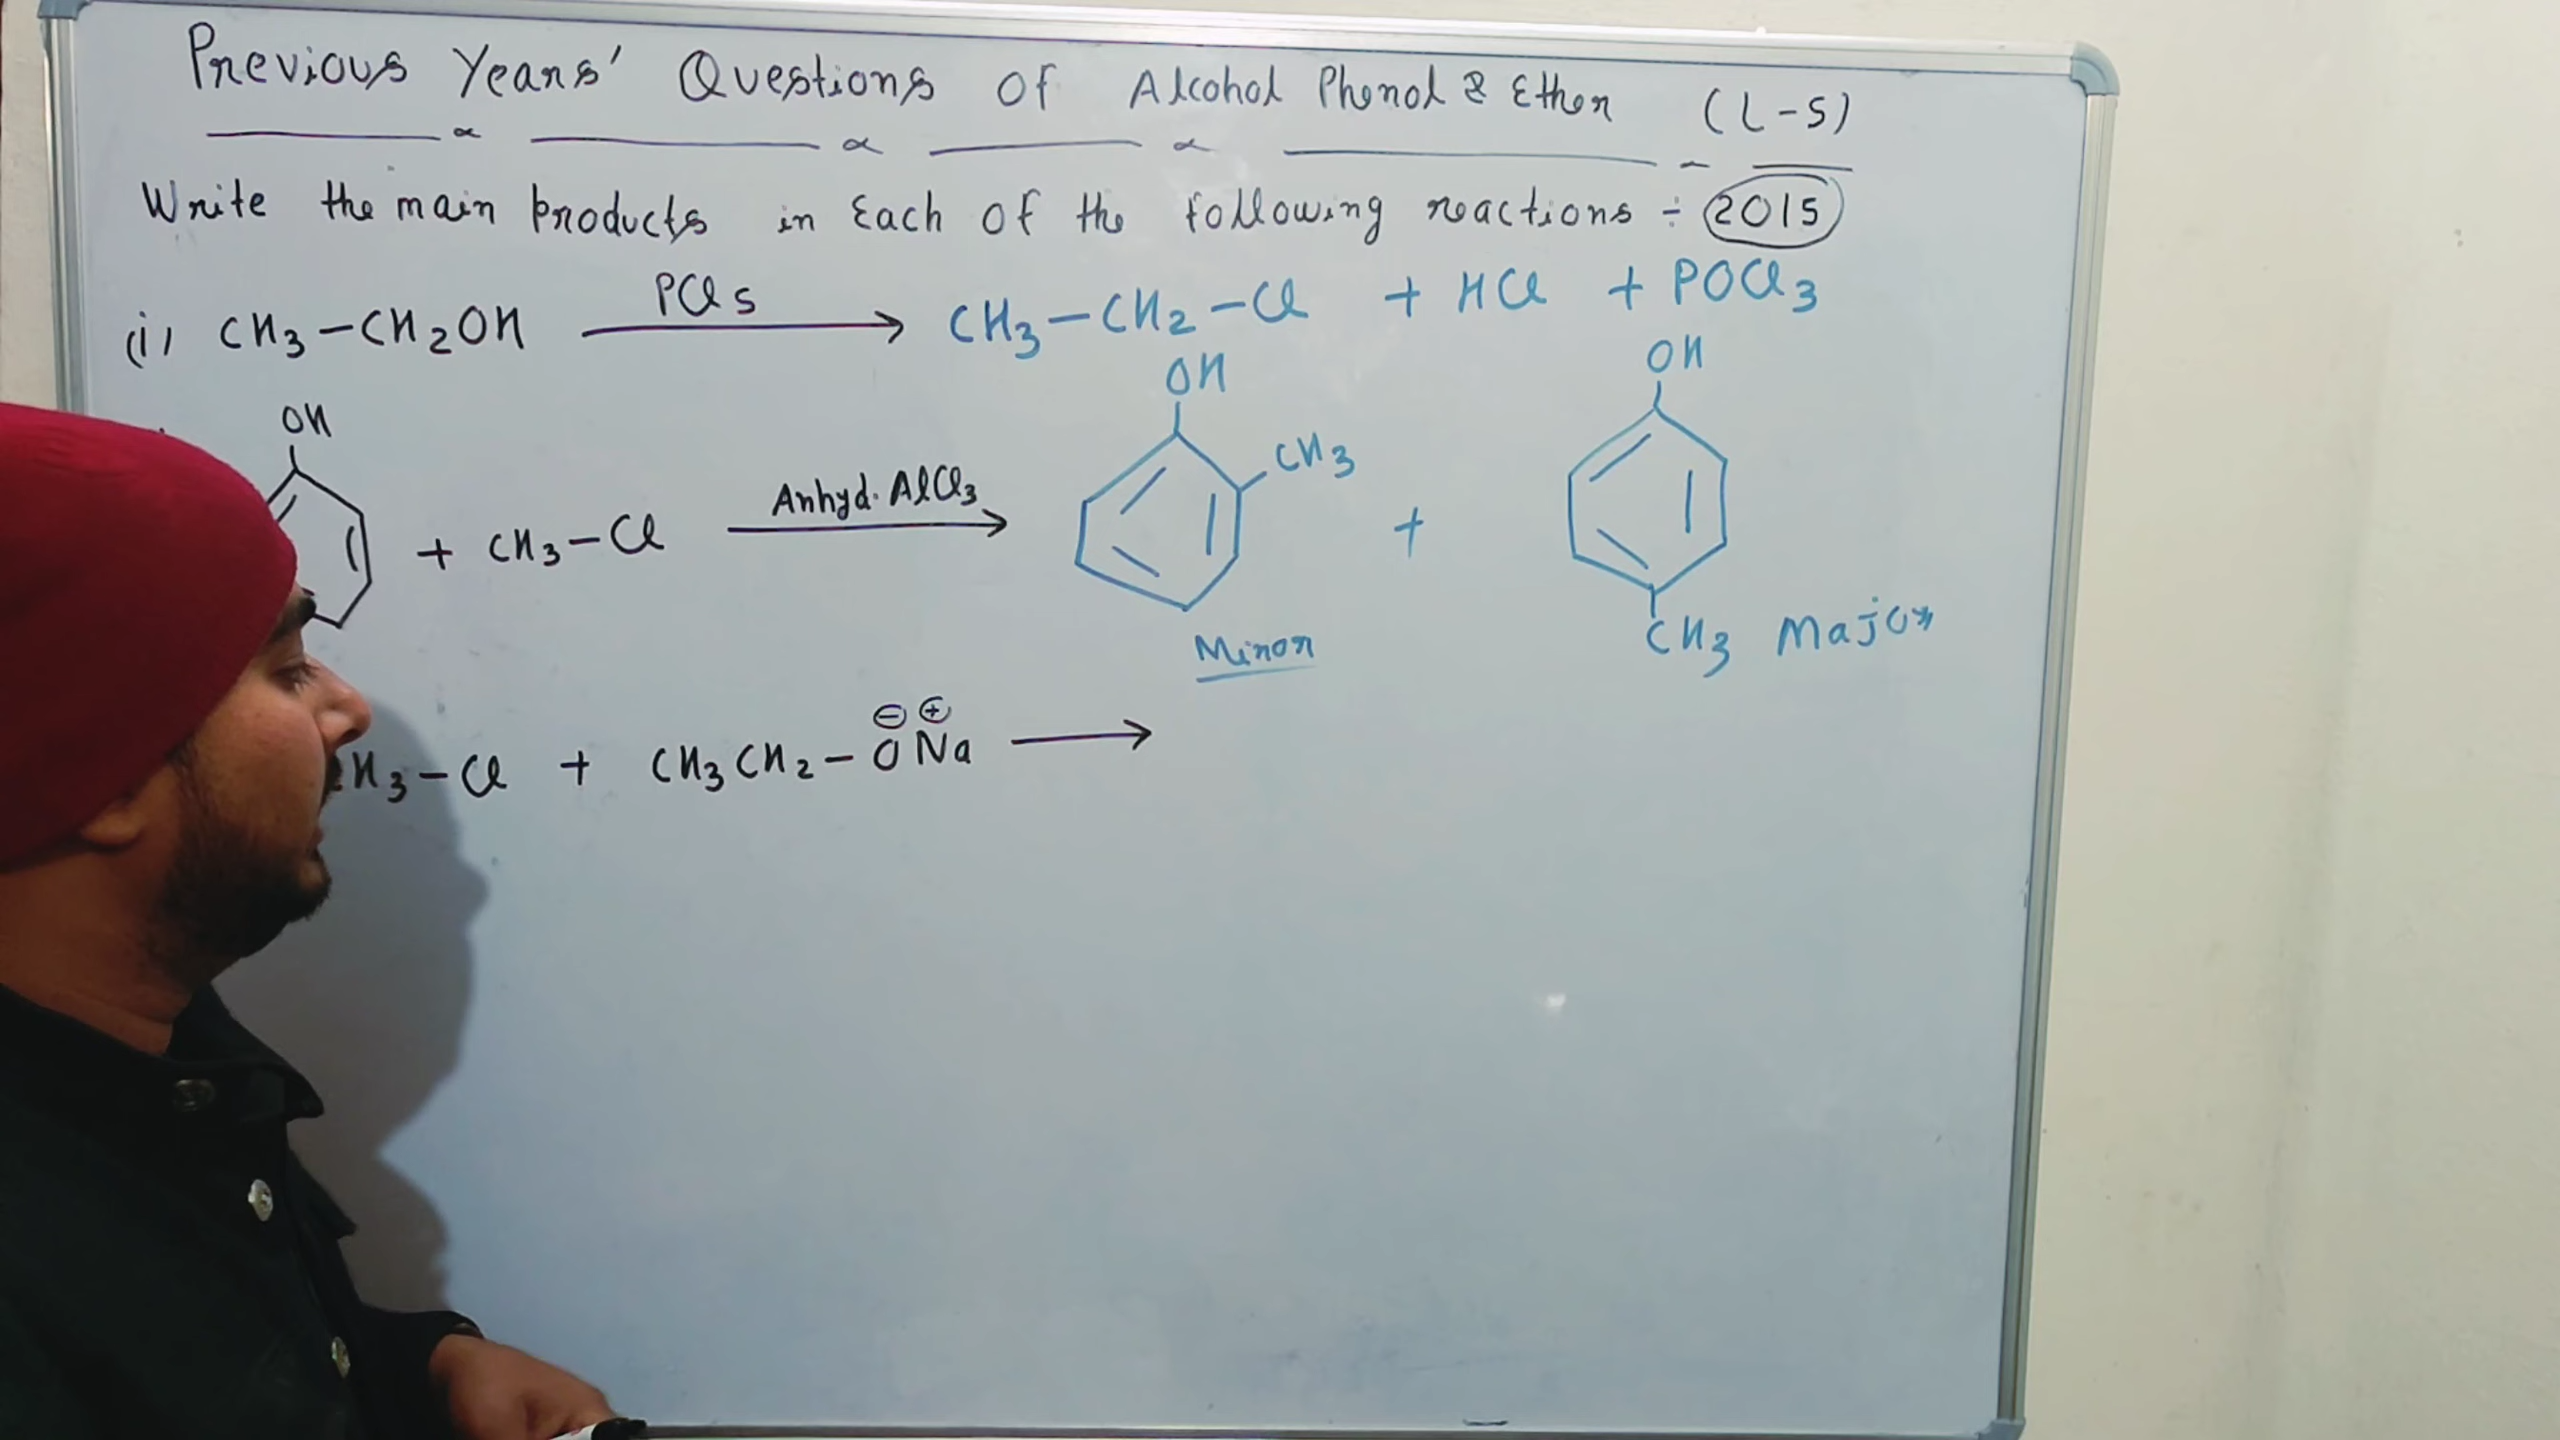 Previous Years' Questions Of Alcohol Phenol & Ether (L-5)
Write the main products in Each of the following reactions ÷ 2015
(i) CH3-CH2OH PCl5 → CH3-CH2-Cl + HCl + POCl3
OH + CH3-Cl Anhyd. AlCl3 → OH CH3 Minor + OH CH3 Major
H3-Cl + CH3CH2-O⊖Na⊕ →